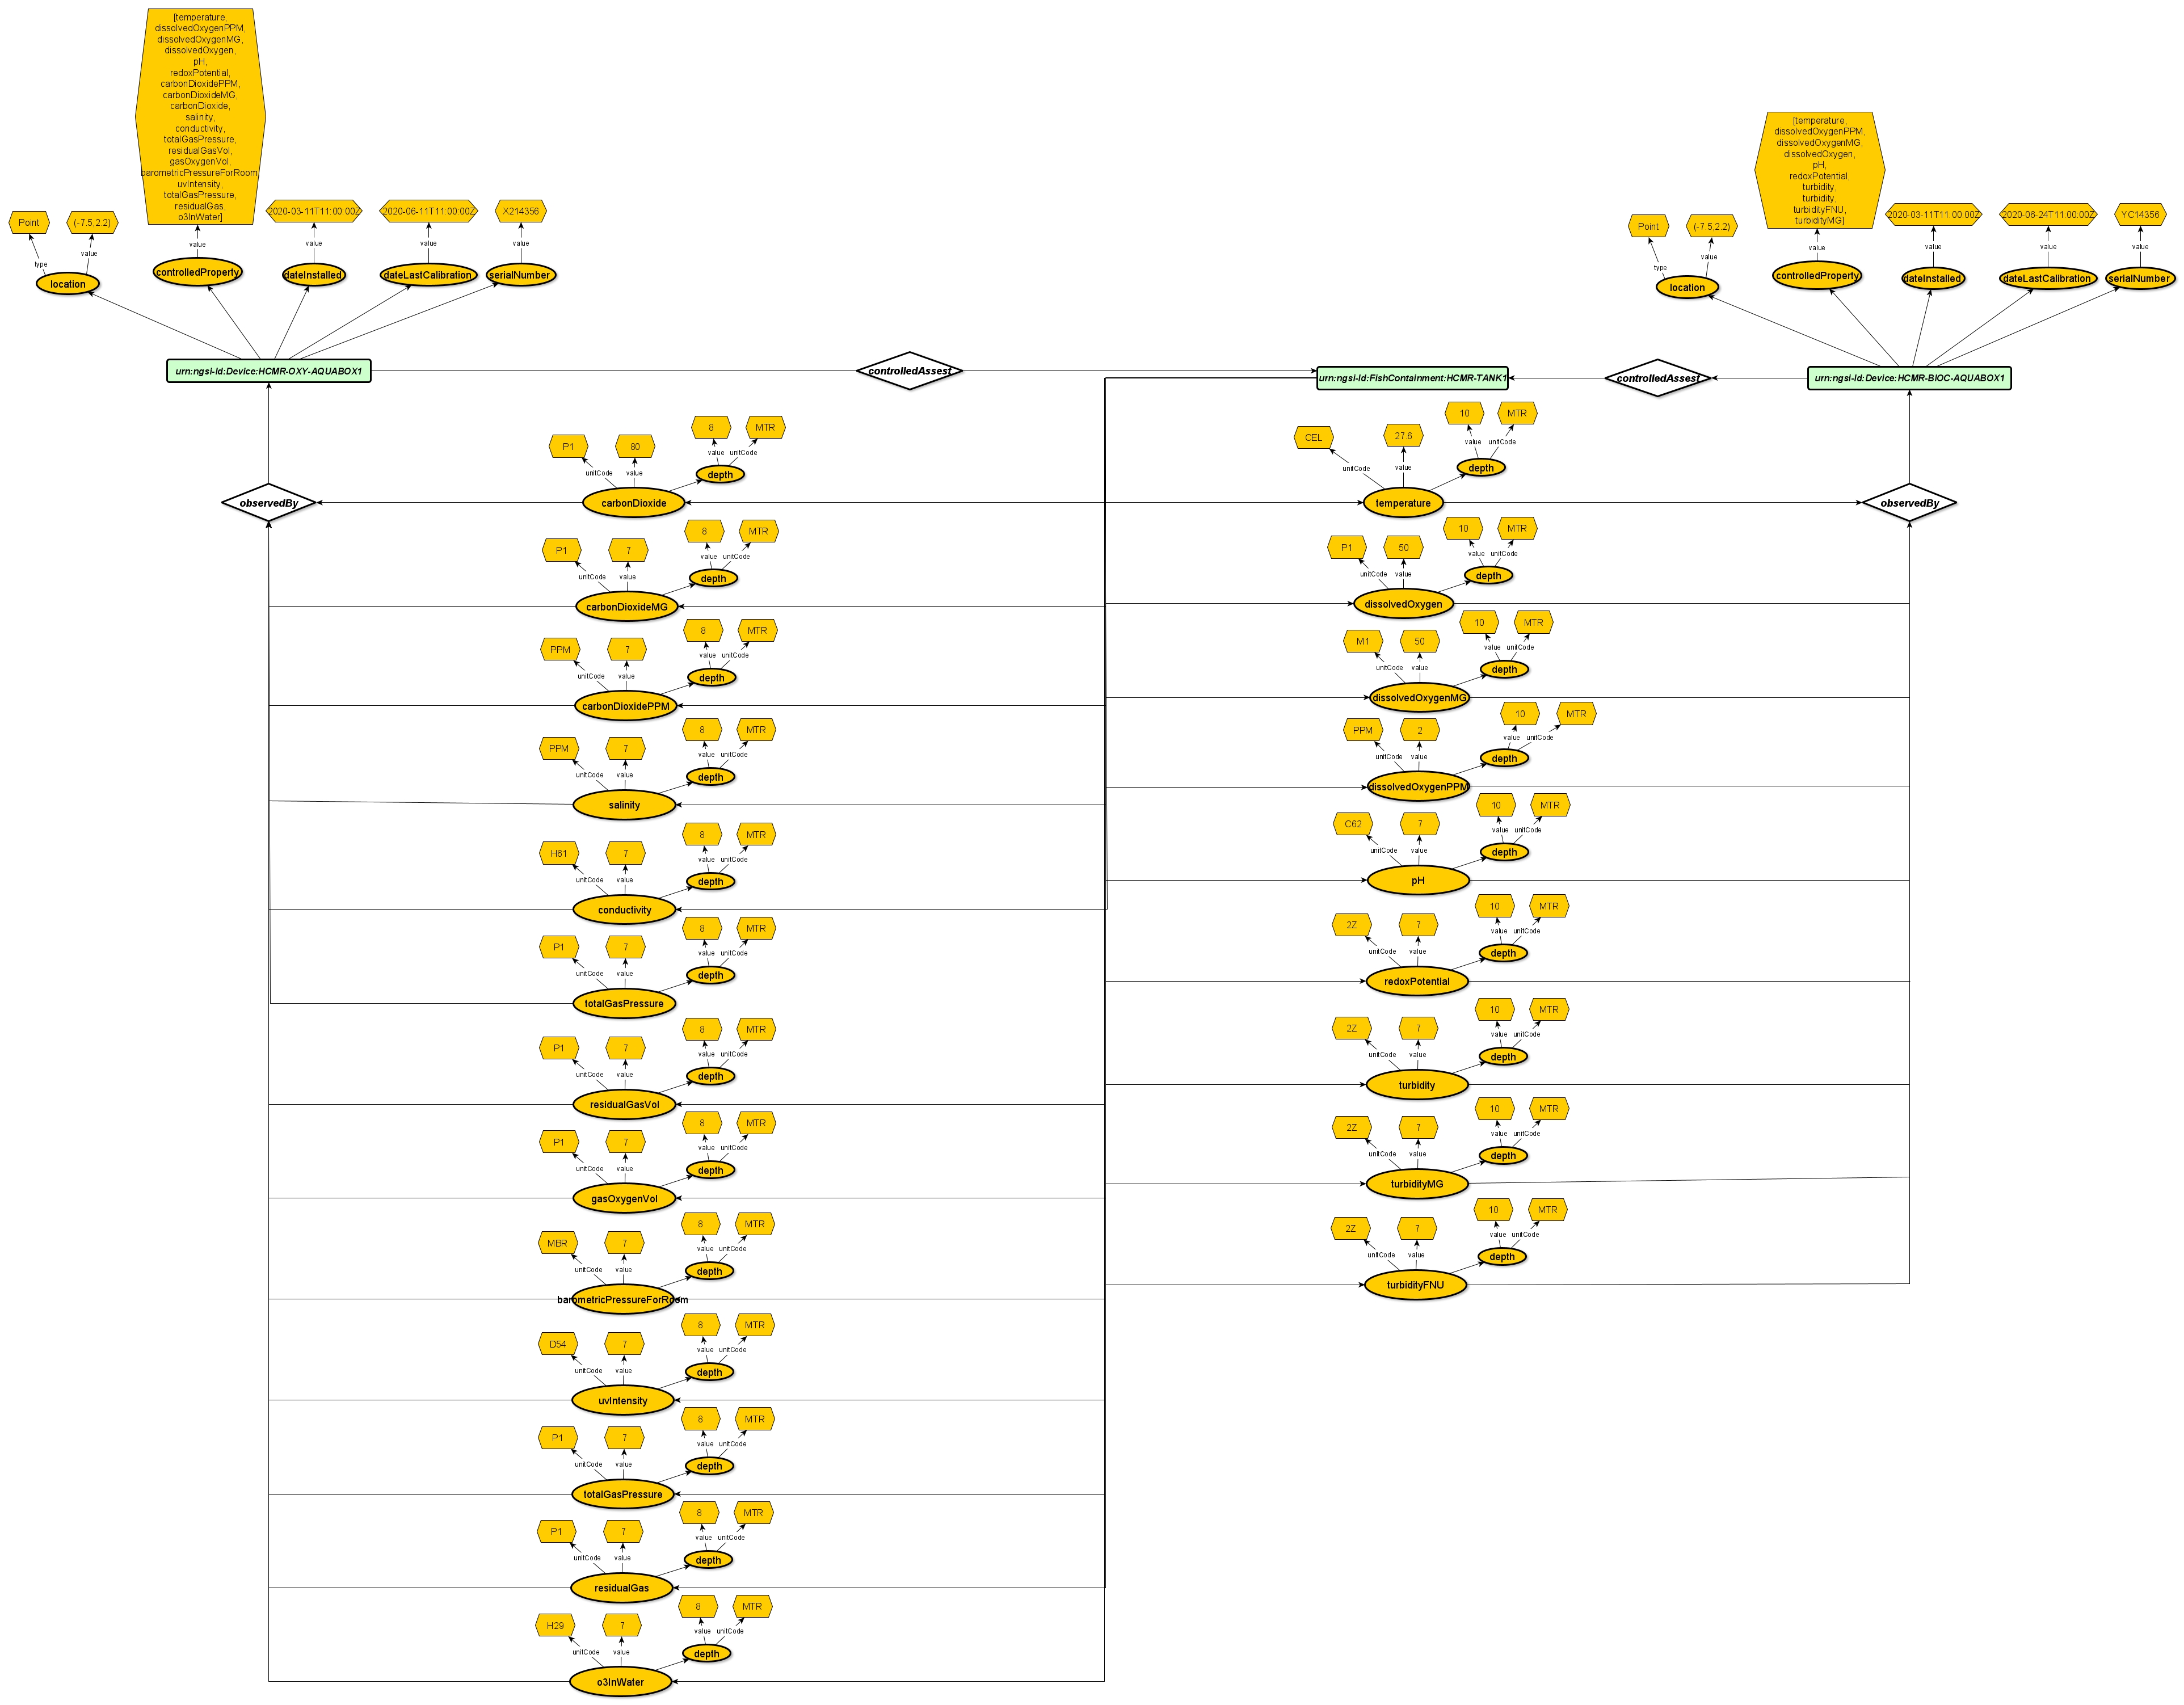 [temperature,
dissolvedOxygenPPM,
dissolvedOxygenMG,
dissolvedOxygen,
pH,
redoxPotential,
carbonDioxidePPM,
carbonDioxideMG,
carbonDioxide,
salinity,
conductivity,
totalGasPressure,
residualGasVol,
gasOxygenVol,
barometricPressureForRoom,
uvIntensity,
totalGasPressure,
residualGas,
o3InWater]
Point
(-7.5,2.2)
2020-03-11T11:00:00Z
2020-06-11T11:00:00Z
X214356
type
value
value
value
value
value
location
controlledProperty
dateInstalled
dateLastCalibration
serialNumber
[temperature,
dissolvedOxygenPPM,
dissolvedOxygenMG,
dissolvedOxygen,
pH,
redoxPotential,
turbidity,
turbidity,
turbidityFNU,
turbidityMG]
Point
(-7.5,2.2)
2020-03-11T11:00:00Z
2020-06-24T11:00:00Z
YC14356
type
value
value
value
value
value
location
controlledProperty
dateInstalled
dateLastCalibration
serialNumber
urn:ngsi-ld:Device:HCMR-OXY-AQUABOX1
controlledAssest
urn:ngsi-ld:FishContainment:HCMR-TANK1
controlledAssest
urn:ngsi-ld:Device:HCMR-BIOC-AQUABOX1
observedBy
P1
80
8
MTR
unitCode
value
value
unitCode
depth
carbonDioxide
P1
7
8
MTR
unitCode
value
value
unitCode
depth
carbonDioxideMG
PPM
7
8
MTR
unitCode
value
value
unitCode
depth
carbonDioxidePPM
PPM
7
8
MTR
unitCode
value
value
unitCode
depth
salinity
H61
7
8
MTR
unitCode
value
value
unitCode
depth
conductivity
P1
7
8
MTR
unitCode
value
value
unitCode
depth
totalGasPressure
P1
7
8
MTR
unitCode
value
value
unitCode
depth
residualGasVol
P1
7
8
MTR
unitCode
value
value
unitCode
depth
gasOxygenVol
MBR
7
8
MTR
unitCode
value
value
unitCode
depth
barometricPressureForRoom
D54
7
8
MTR
unitCode
value
value
unitCode
depth
uvIntensity
P1
7
8
MTR
unitCode
value
value
unitCode
depth
totalGasPressure
P1
7
8
MTR
unitCode
value
value
unitCode
depth
residualGas
H29
7
8
MTR
unitCode
value
value
unitCode
depth
o3InWater
CEL
27.6
10
MTR
unitCode
value
value
unitCode
depth
temperature
observedBy
P1
50
10
MTR
unitCode
value
value
unitCode
depth
dissolvedOxygen
M1
50
10
MTR
unitCode
value
value
unitCode
depth
dissolvedOxygenMG
PPM
2
10
MTR
unitCode
value
value
unitCode
depth
dissolvedOxygenPPM
C62
7
10
MTR
unitCode
value
value
unitCode
depth
pH
2Z
7
10
MTR
unitCode
value
value
unitCode
depth
redoxPotential
2Z
7
10
MTR
unitCode
value
value
unitCode
depth
turbidity
2Z
7
10
MTR
unitCode
value
value
unitCode
depth
turbidityMG
2Z
7
10
MTR
unitCode
value
value
unitCode
depth
turbidityFNU